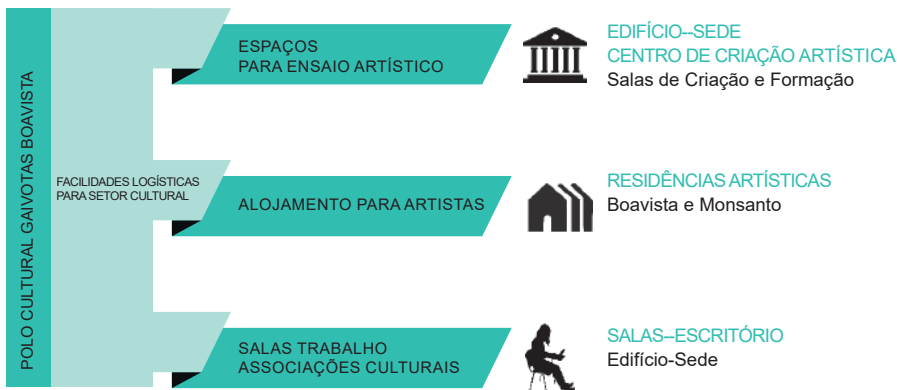 POLO CULTURAL GAIVOTAS BOAVISTA
FACILIDADES LOGÍSTICAS
PARA SETOR CULTURAL
ESPAÇOS
PARA ENSAIO ARTÍSTICO
EDIFÍCIO--SEDE
CENTRO DE CRIAÇÃO ARTÍSTICA
Salas de Criação e Formação
ALOJAMENTO PARA ARTISTAS
RESIDÊNCIAS ARTÍSTICAS
Boavista e Monsanto
SALAS TRABALHO
ASSOCIAÇÕES CULTURAIS
SALAS--ESCRITÓRIO
Edifício-Sede